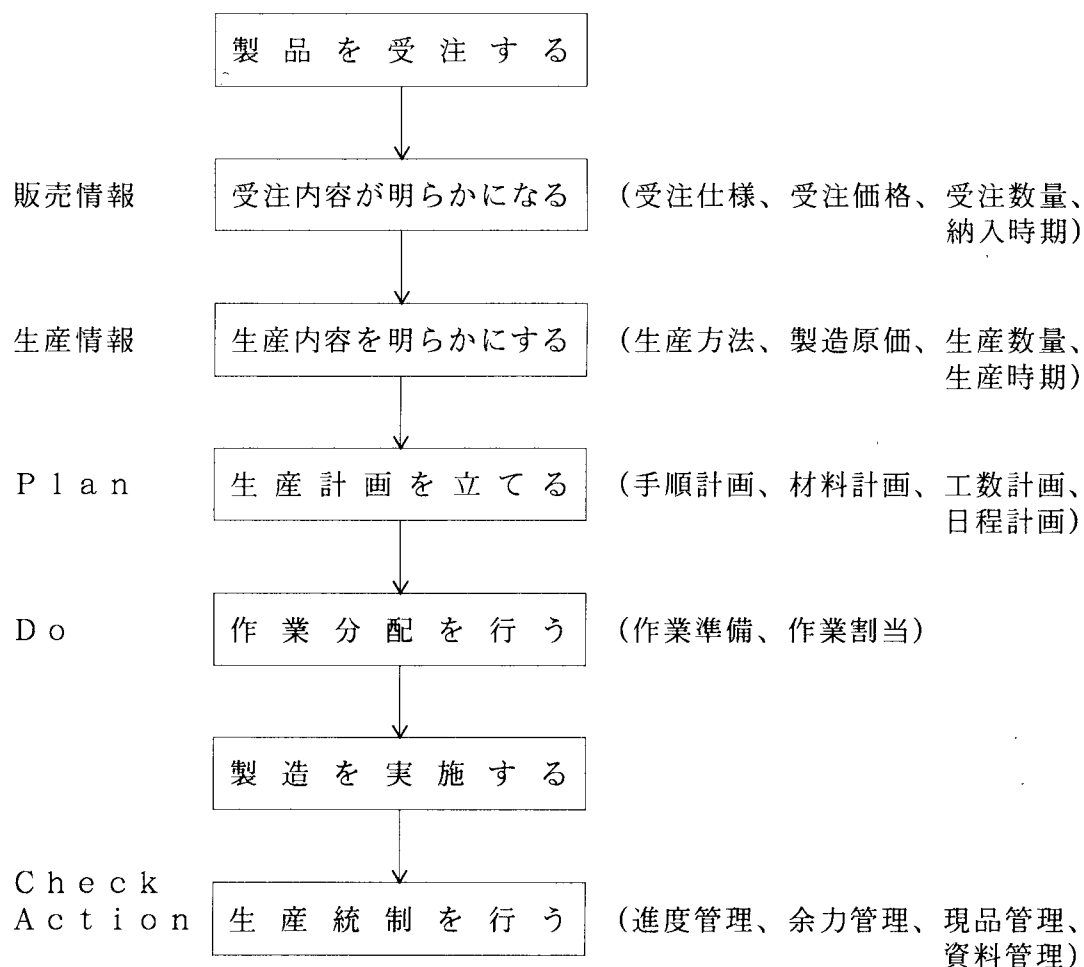 製品を受注する
販売情報 受注内容が明らかになる (受注仕様、受注価格、受注数量、
納入時期)
生産情報 生産内容を明らかにする (生産方法、製造原価、生産数量、
生産時期)
Plan 生産計画を立てる (手順計画、材料計画、工数計画、
日程計画)
Do 作業分配を行う (作業準備、作業割当)
製造を実施する
Check
Action 生産統制を行う (進度管理、余力管理、現品管理、
資料管理)